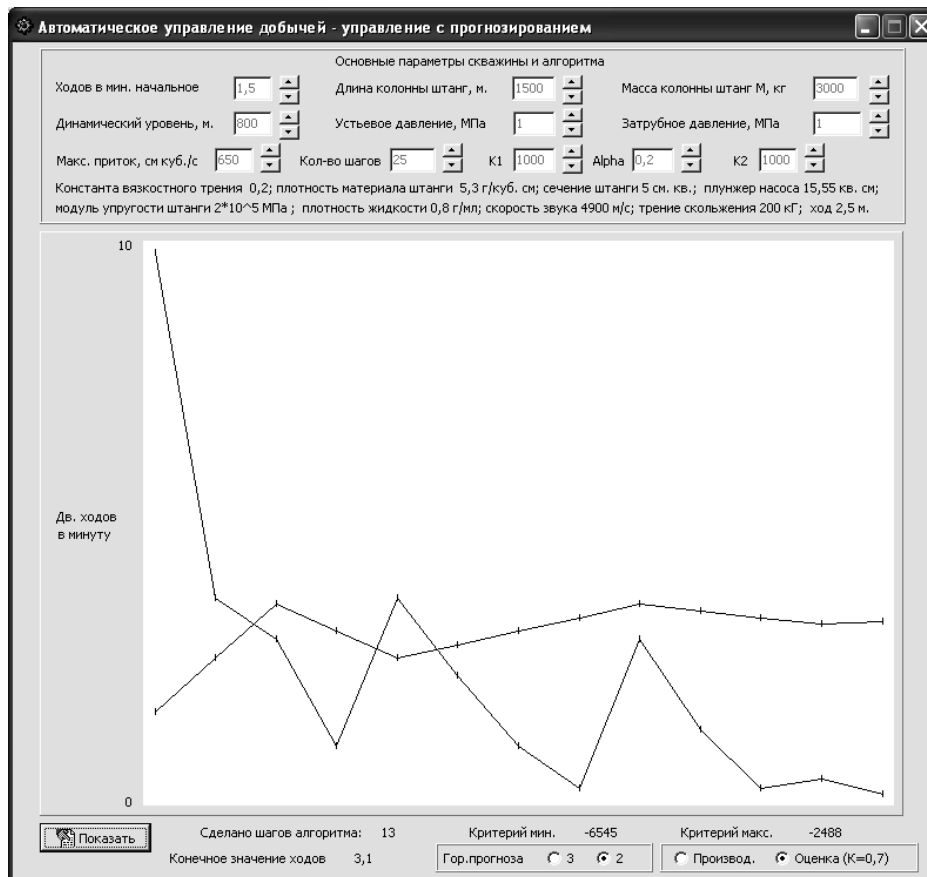 Автоматическое управление добычей - управление с прогнозированием
Основные параметры скважины и алгоритма
Ходов в мин. начальное 1,5 Длина колонны штанг, м. 1500 Масса колонны штанг М, кг 3000
Динамический уровень, м. 800 Устьевое давление, МПа 1 Затрубное давление, МПа 1
Макс. приток, см куб./с 650 Кол-во шагов 25 K1 1000 Alpha 0,2 K2 1000
Константа вязкостного трения 0,2; плотность материала штанги 5,3 г/куб. см; сечение штанги 5 см. кв.; плунжер насоса 15,55 кв. см;
модуль упругости штанги 2*10^5 МПа ; плотность жидкости 0,8 г/мл; скорость звука 4900 м/с; трение скольжения 200 кГ; ход 2,5 м.
10
Дв. ходов
в минуту
0
Показать Сделано шагов алгоритма: 13 Критерий мин. -6545 Критерий макс. -2488
Конечное значение ходов 3,1 Гор.прогноза 3 2 Производ. Оценка (К=0,7)